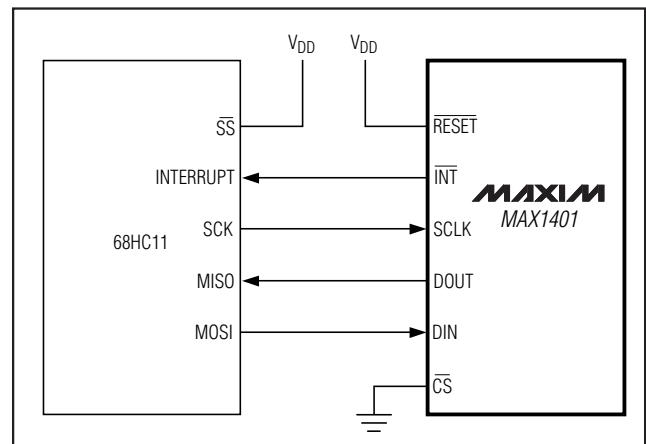 VDD VDD
SS RESET
INTERRUPT INT
MAXIM
MAX1401
SCK SCLK
68HC11
MISO DOUT
MOSI DIN
CS